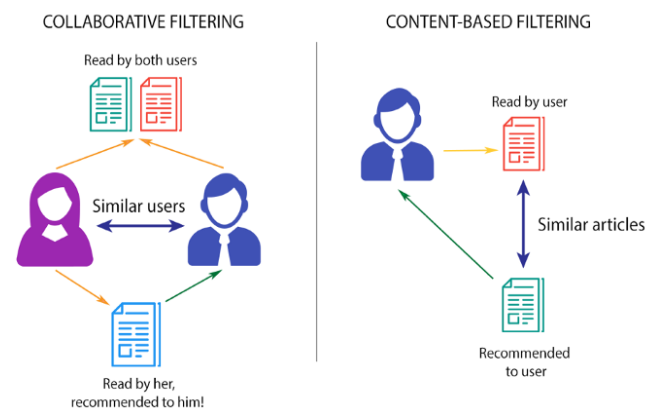 COLLABORATIVE FILTERING
Read by both users
Similar users
Read by her,
recommended to him!
CONTENT-BASED FILTERING
Read by user
Similar articles
Recommended
to user